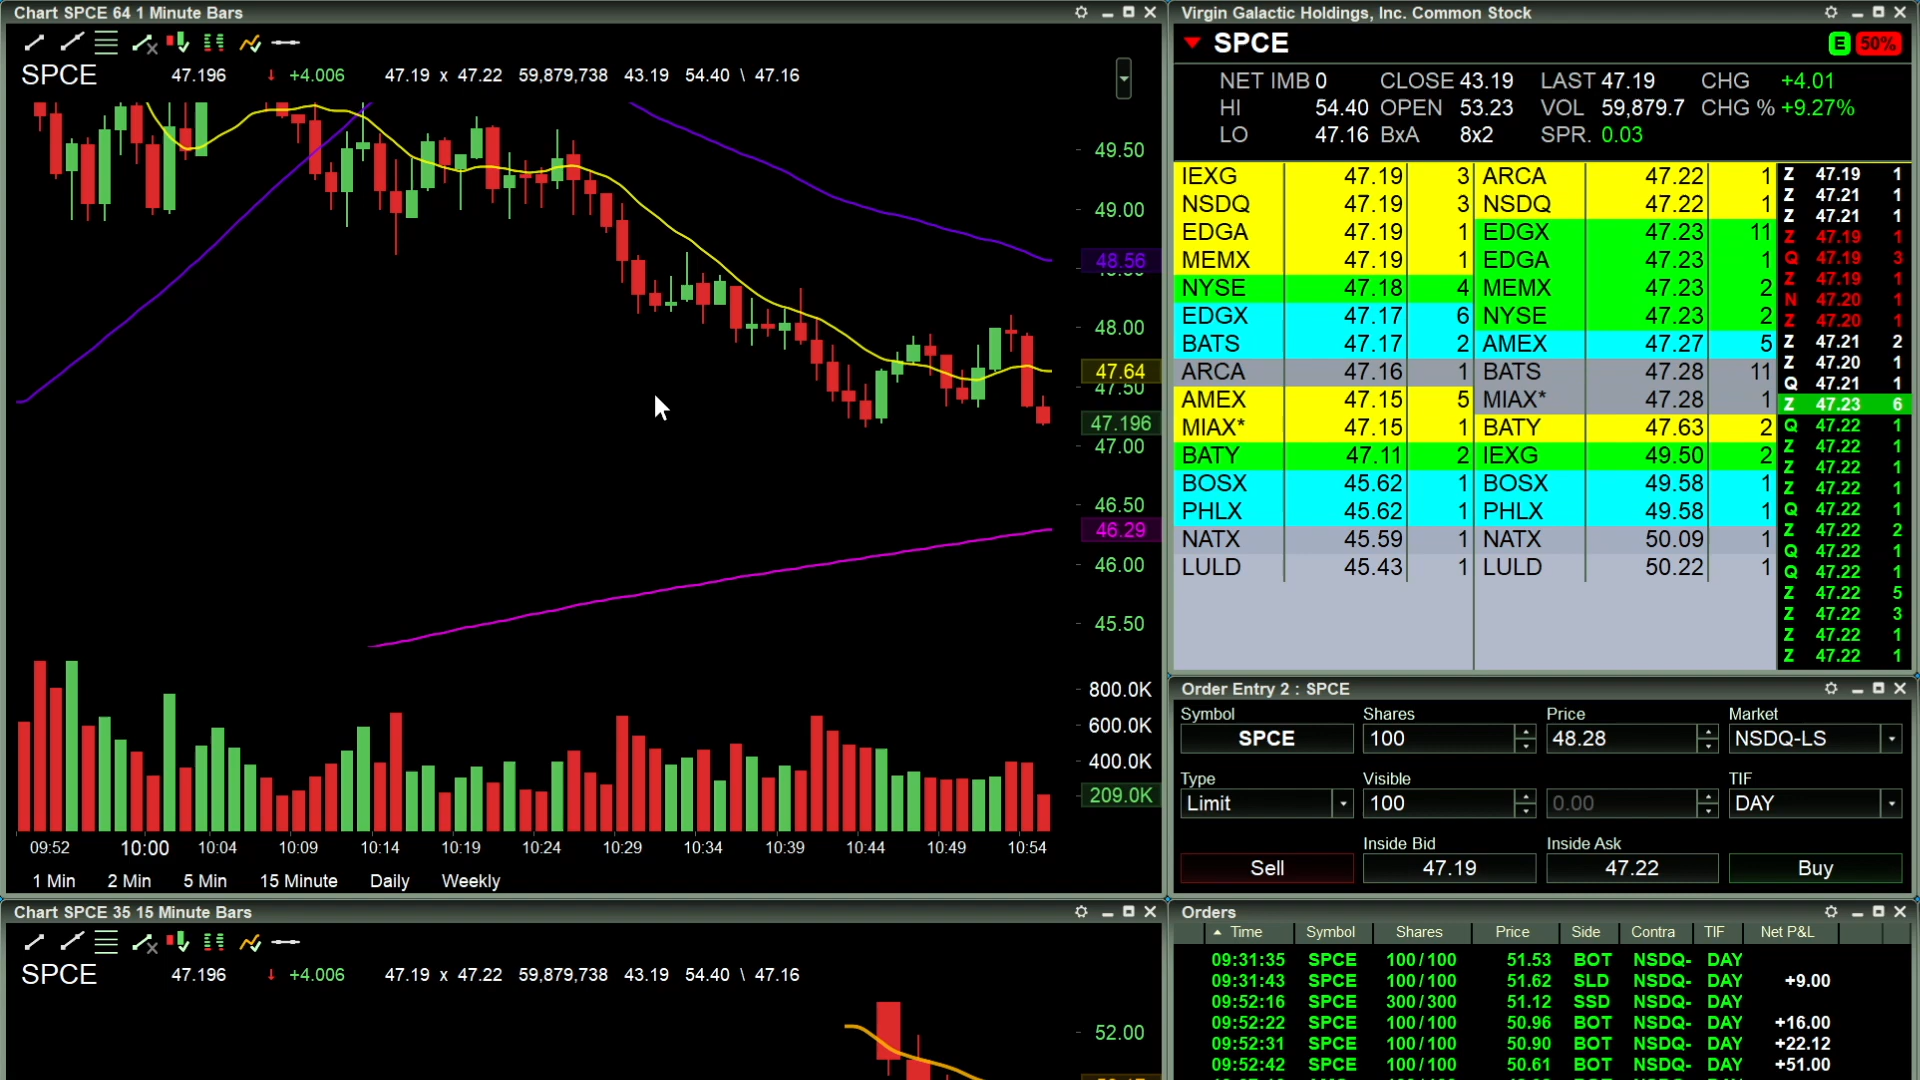 Chart SPCE 64 1 Minute Bars
SPCE 47.196 ↓ +4.006 47.19 x 47.22 59,879,738 43.19 54.40 \ 47.16
49.50
49.00
48.56
48.00
47.64
47.50
47.196
47.00
46.50
46.29
46.00
45.50
800.0K
600.0K
400.0K
209.0K
09:52 10:00 10:04 10:09 10:14 10:19 10:24 10:29 10:34 10:39 10:44 10:49 10:54
1 Min 2 Min 5 Min 15 Minute Daily Weekly
Chart SPCE 35 15 Minute Bars
SPCE 47.196 ↓ +4.006 47.19 x 47.22 59,879,738 43.19 54.40 \ 47.16
52.00
Virgin Galactic Holdings, Inc. Common Stock
SPCE E 50%
NET IMB 0 CLOSE 43.19 LAST 47.19 CHG +4.01
HI 54.40 OPEN 53.23 VOL 59,879.7 CHG % +9.27%
LO 47.16 BxA 8x2 SPR. 0.03
IEXG 47.19 3 ARCA 47.22 1
NSDQ 47.19 3 NSDQ 47.22 1
EDGA 47.19 1 EDGX 47.23 11
MEMX 47.19 1 EDGA 47.23 1
NYSE 47.18 4 MEMX 47.23 2
EDGX 47.17 6 NYSE 47.23 2
BATS 47.17 2 AMEX 47.27 5
ARCA 47.16 1 BATS 47.28 11
AMEX 47.15 5 MIAX* 47.28 1
MIAX* 47.15 1 BATY 47.63 2
BATY 47.11 2 IEXG 49.50 2
BOSX 45.62 1 BOSX 49.58 1
PHLX 45.62 1 PHLX 49.58 1
NATX 45.59 1 NATX 50.09 1
LULD 45.43 1 LULD 50.22 1
Z 47.19 1
Z 47.21 1
Z 47.21 1
Z 47.19 1
Q 47.19 3
Z 47.19 1
N 47.20 1
Z 47.20 1
Z 47.21 2
Z 47.20 1
Q 47.21 1
Z 47.23 6
Q 47.22 1
Z 47.22 1
Z 47.22 1
Z 47.22 1
Q 47.22 1
Z 47.22 2
Q 47.22 1
Q 47.22 1
Z 47.22 5
Z 47.22 3
Z 47.22 1
Z 47.22 1
Order Entry 2 : SPCE
Symbol Shares Price Market
SPCE 100 48.28 NSDQ-LS
Type Visible TIF
Limit 100 0.00 DAY
Inside Bid Inside Ask
Sell 47.19 47.22 Buy
Orders
Time Symbol Shares Price Side Contra TIF Net P&L
09:31:35 SPCE 100/100 51.53 BOT NSDQ- DAY
09:31:43 SPCE 100/100 51.62 SLD NSDQ- DAY +9.00
09:52:16 SPCE 300/300 51.12 SSD NSDQ- DAY
09:52:22 SPCE 100/100 50.96 BOT NSDQ- DAY +16.00
09:52:31 SPCE 100/100 50.90 BOT NSDQ- DAY +22.12
09:52:42 SPCE 100/100 50.61 BOT NSDQ- DAY +51.00